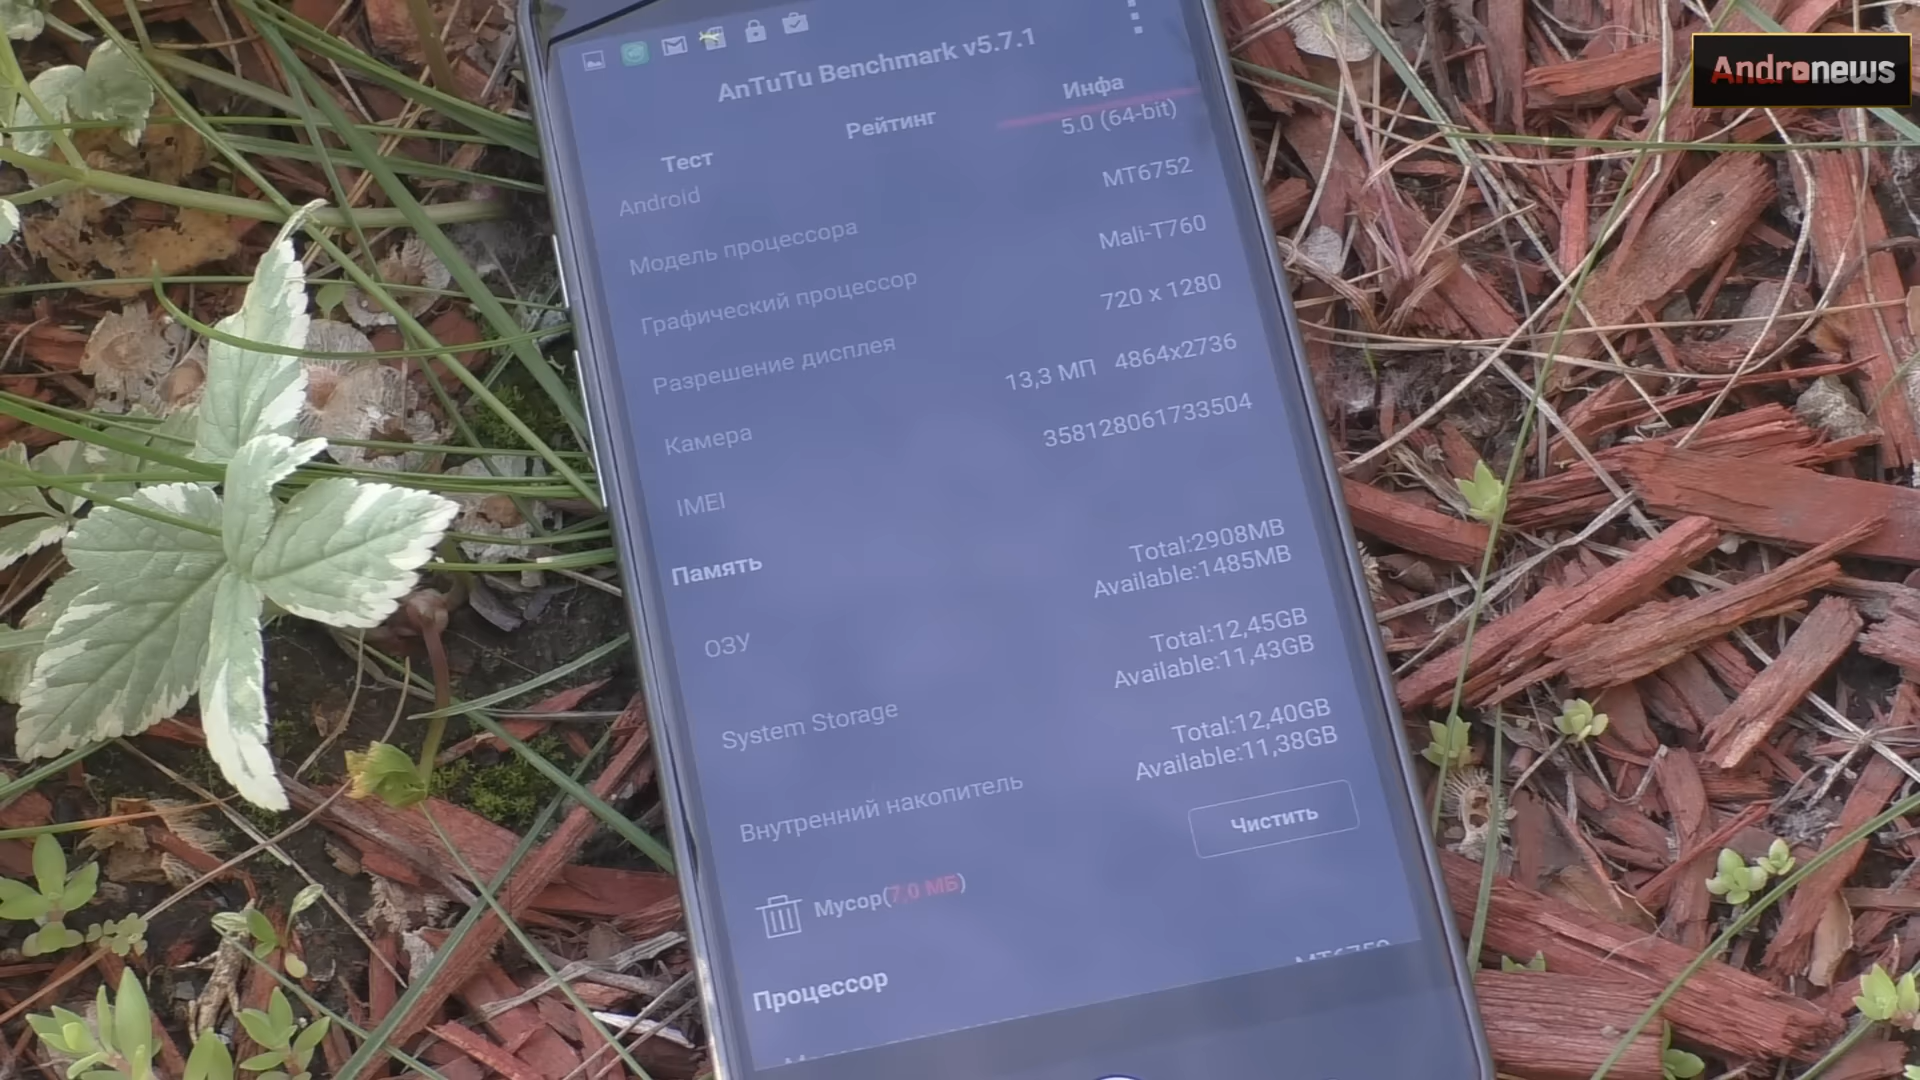 Andronews
AnTuTu Benchmark v5.7.1
Тест Рейтинг Инфа
Android 5.0 (64-bit)
Модель процессора MT6752
Графический процессор Mali-T760
Разрешение дисплея 720 x 1280
Камера 13,3 МП 4864x2736
IMEI 358128061733504
Память
ОЗУ Total:2908MB
Available:1485MB
System Storage Total:12,45GB
Available:11,43GB
Внутренний накопитель Total:12,40GB
Available:11,38GB
Мусор(7,0 МБ) Чистить
Процессор